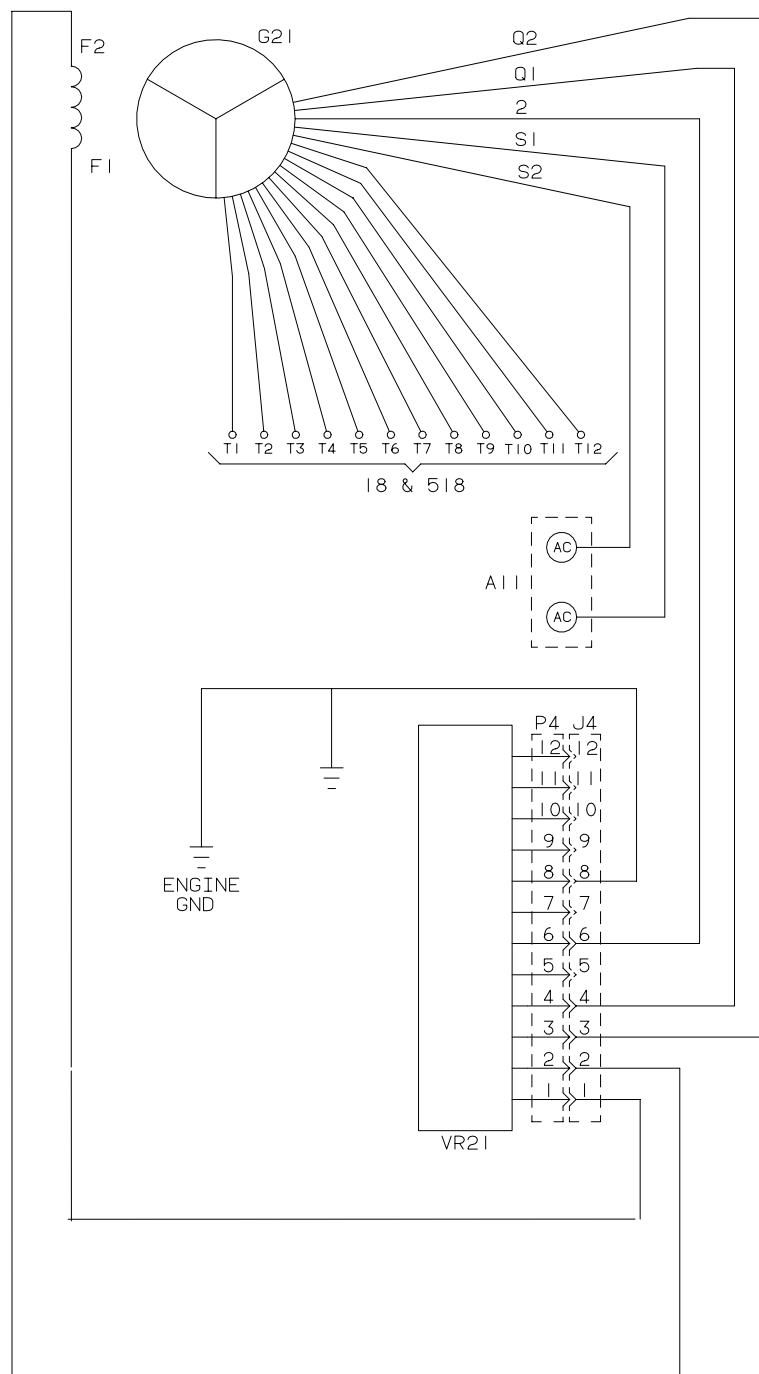 F2
G21
Q2
Q1
2
S1
S2
F1
T1 T2 T3 T4 T5 T6 T7 T8 T9 T10 T11 T12
18 & 518
AC
A11
AC
P4 J4
12 12
11 11
10 10
9 9
8 8
7 7
6 6
5 5
4 4
3 3
2 2
1 1
ENGINE
GND
VR21